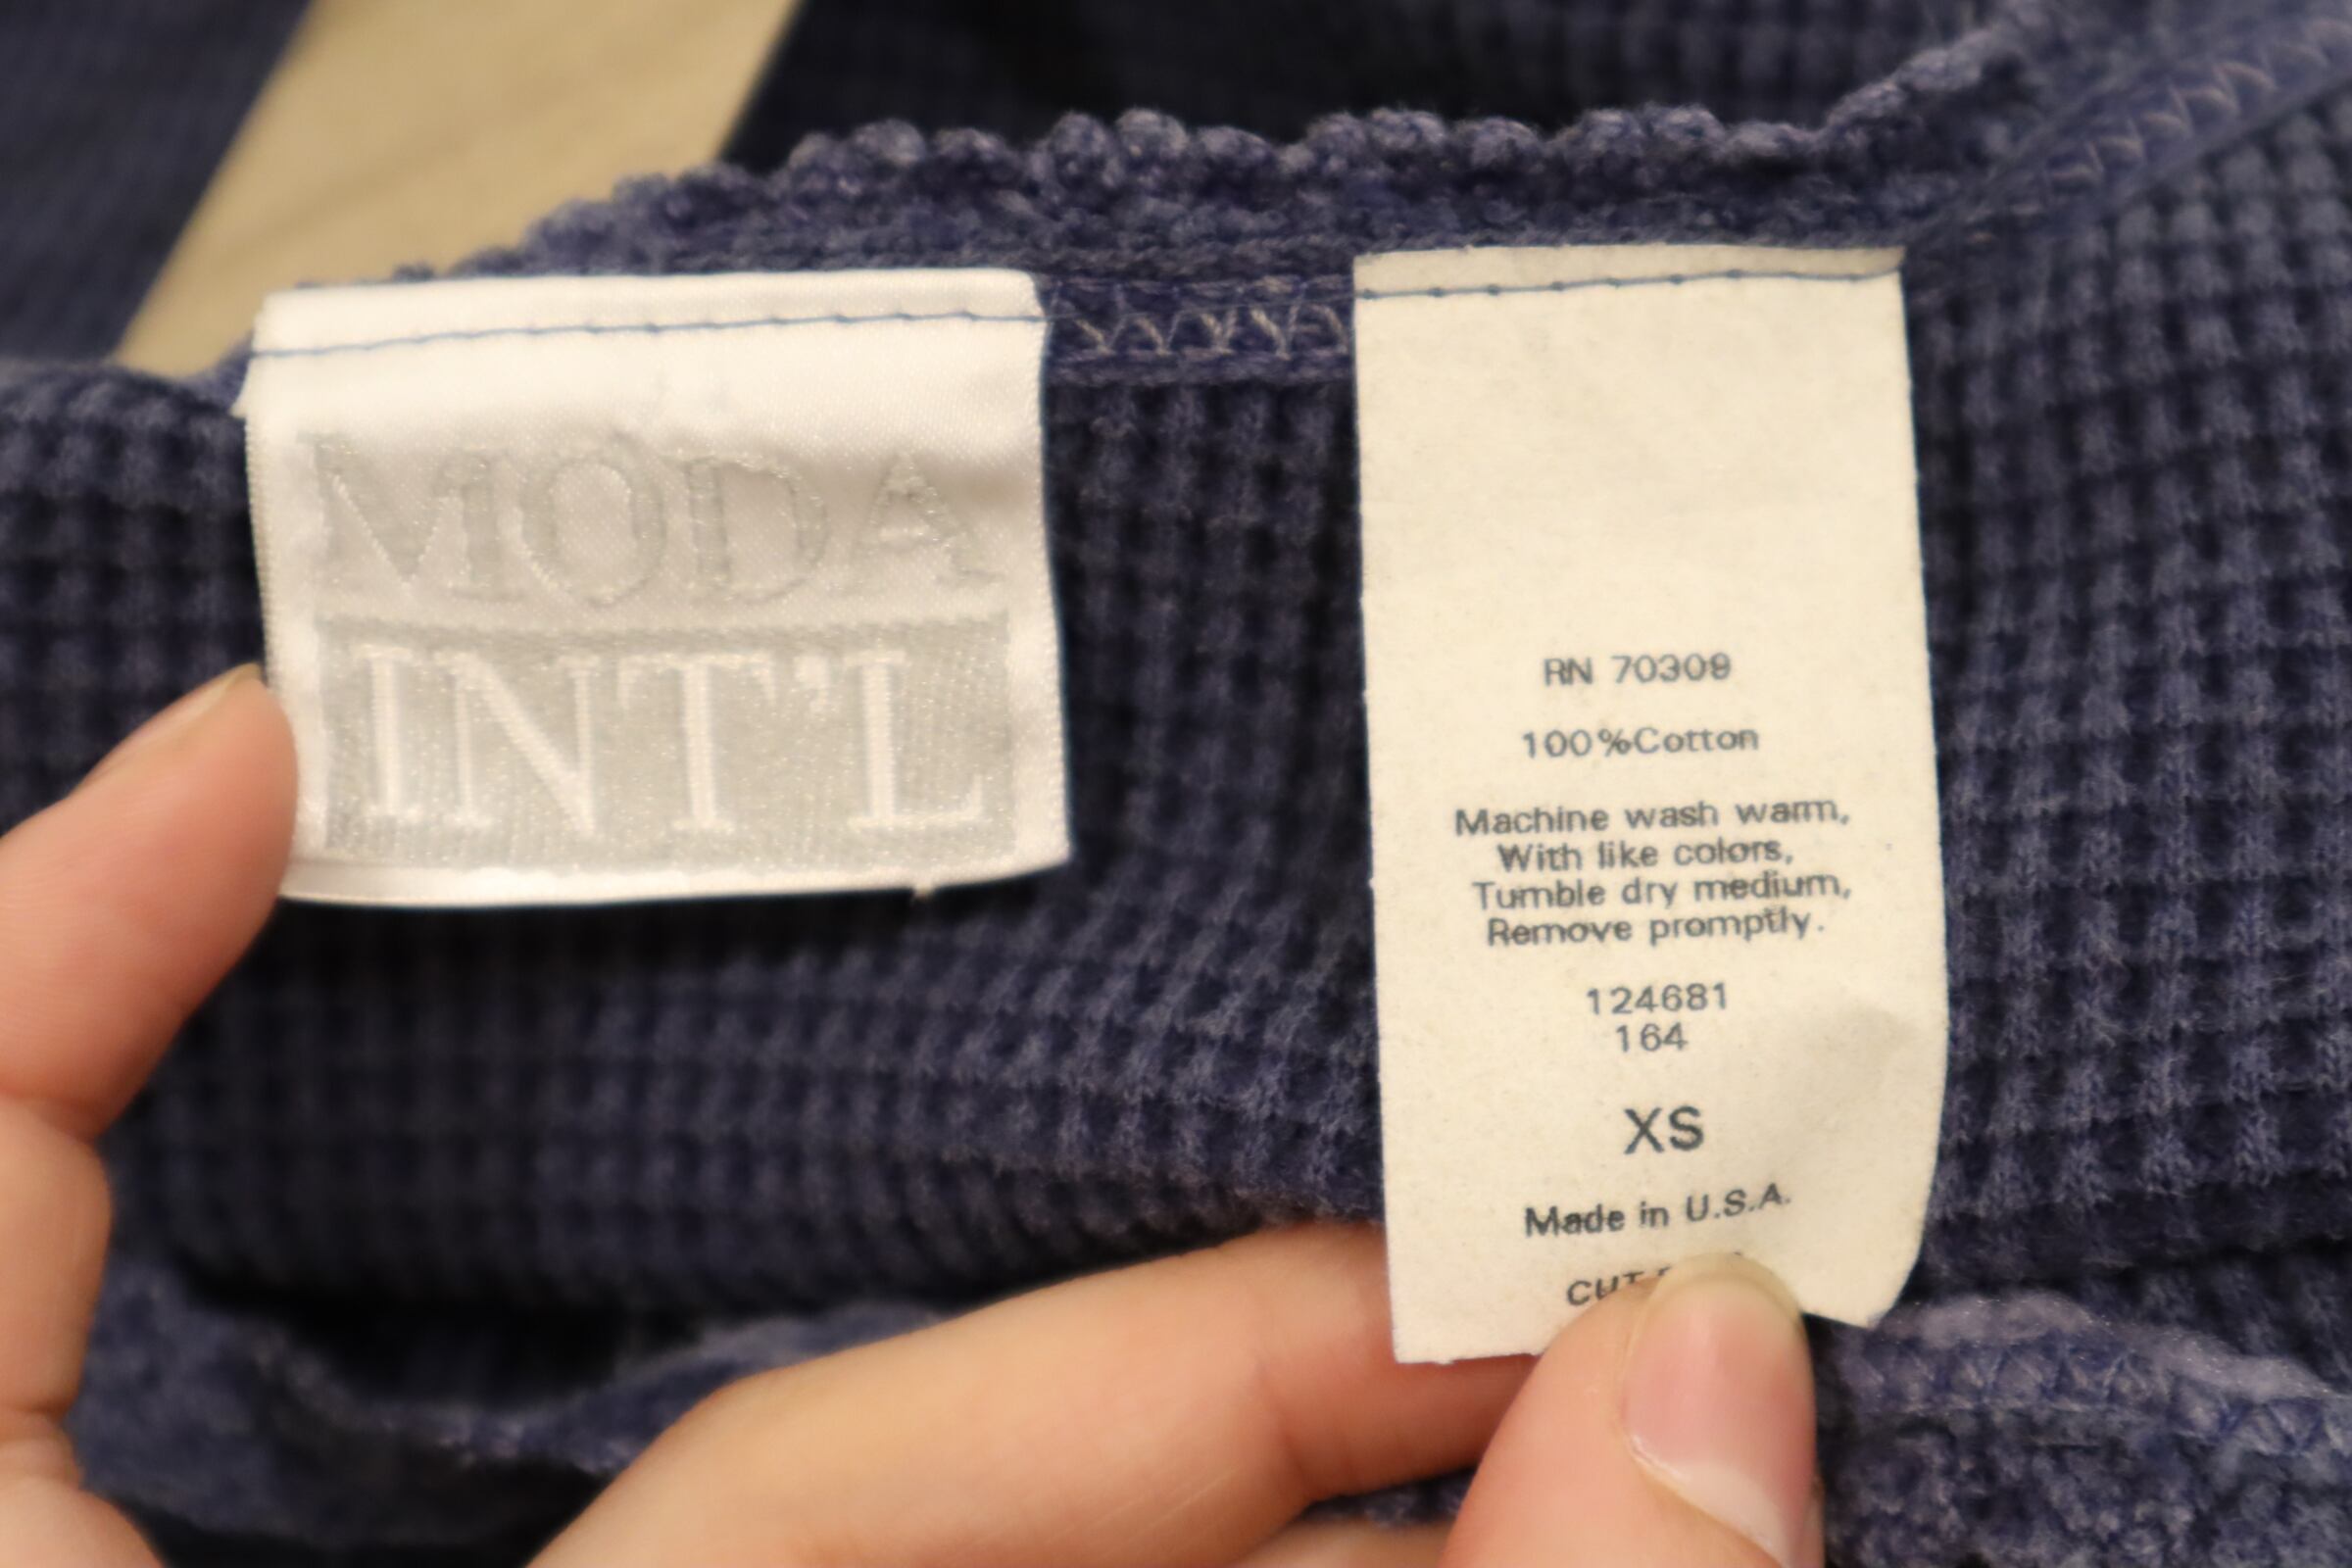 MODA
INT'L
RN 70309
100%Cotton
Machine wash warm,
With like colors,
Tumble dry medium,
Remove promptly.
124681
164
XS
Made in U.S.A.
CUT